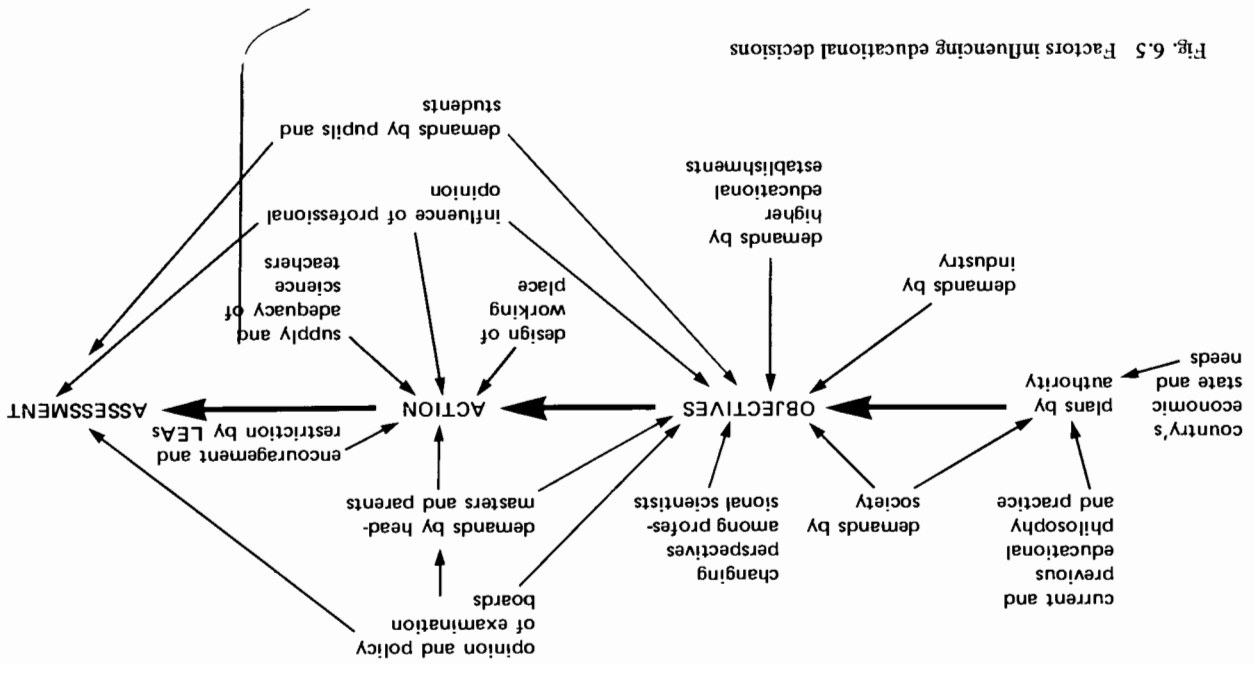 opinion and policy
of examination
boards
current and
previous
educational
philosophy
and practice
demands by
society
changing
perspectives
among profes-
sional scientists
demands by head-
masters and parents
encouragement and
restriction by LEAs
country's
economic
and state
needs
plans by
authority
OBJECTIVES
ACTION
ASSESSMENT
demands by
industry
demands by
higher
educational
establishments
design of
working
place
supply and
adequacy of
science
teachers
influence of professional
opinion
demands by pupils and
students
Fig. 6.5 Factors influencing educational decisions